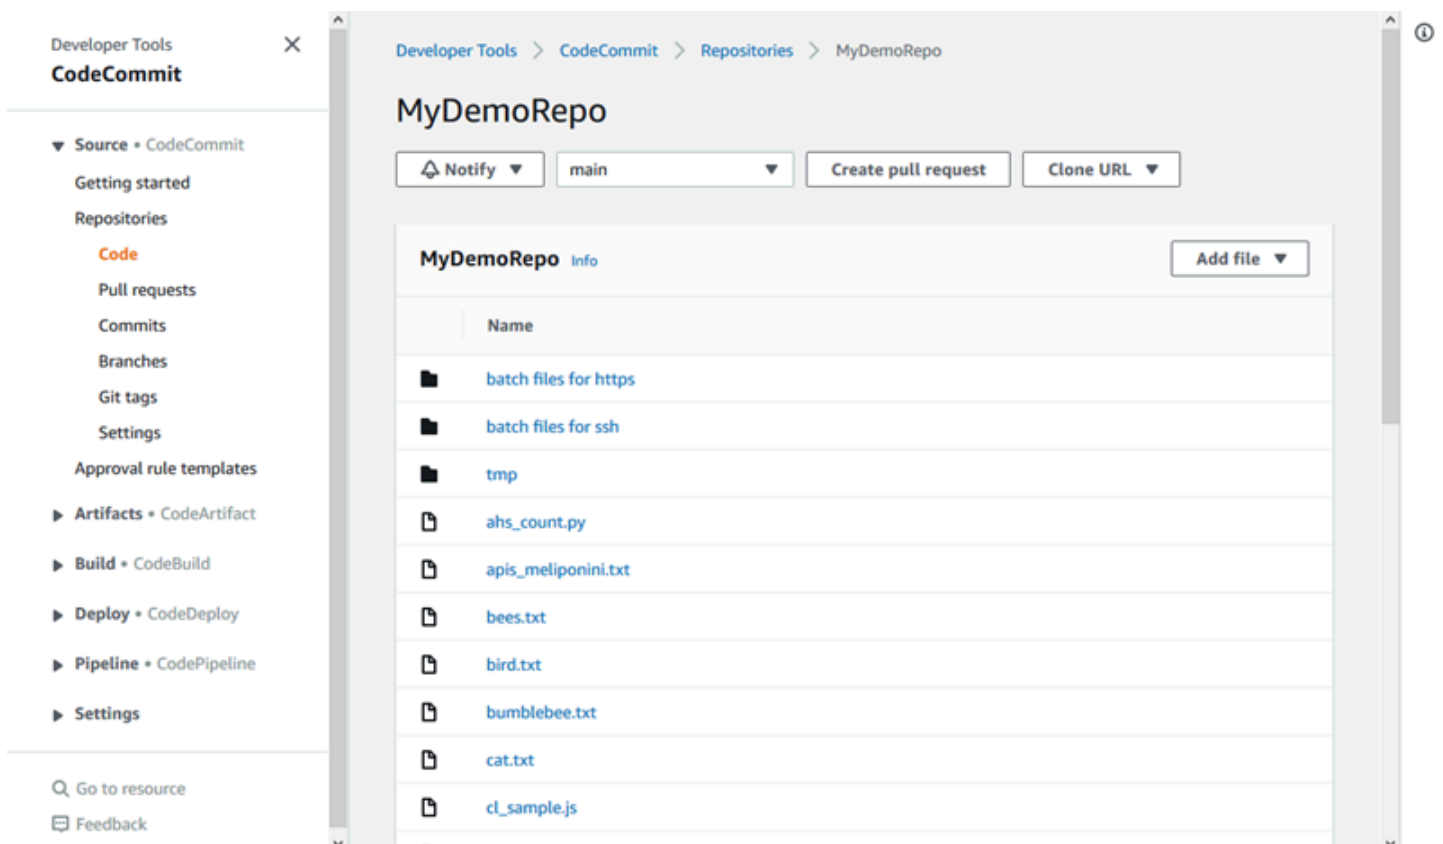 Developer Tools
CodeCommit
Source • CodeCommit
Getting started
Repositories
Code
Pull requests
Commits
Branches
Git tags
Settings
Approval rule templates
Artifacts • CodeArtifact
Build • CodeBuild
Deploy • CodeDeploy
Pipeline • CodePipeline
Settings
Go to resource
Feedback
Developer Tools > CodeCommit > Repositories > MyDemoRepo
MyDemoRepo
Notify main Create pull request Clone URL
MyDemoRepo Info Add file
Name
batch files for https
batch files for ssh
tmp
ahs_count.py
apis_meliponini.txt
bees.txt
bird.txt
bumblebee.txt
cat.txt
cl_sample.js